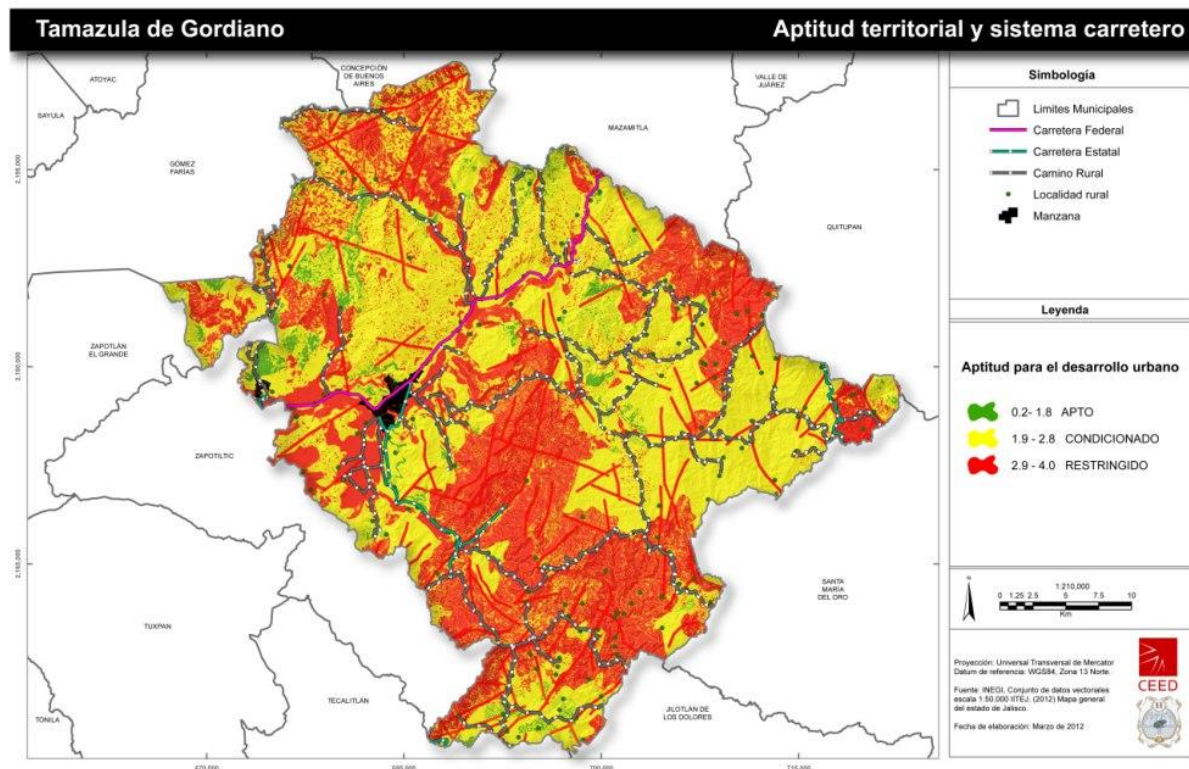 Tamazula de Gordiano
Aptitud territorial y sistema carretero
ATOYAC
CONCEPCIÓN
DE BUENOS
AIRES
VALLE DE
JUÁREZ
SAYULA
MAZAMITLA
GÓMEZ
FARÍAS
QUITUPAN
ZAPOTLÁN
EL GRANDE
ZAPOTILTIC
SANTA
MARÍA
DEL ORO
TUXPAN
TECALITLÁN
JILOTLÁN DE
LOS DOLORES
TONILA
Simbología
Limites Municipales
Carretera Federal
Carretera Estatal
Camino Rural
Localidad rural
Manzana
Leyenda
Aptitud para el desarrollo urbano
0.2- 1.8 APTO
1.9 - 2.8 CONDICIONADO
2.9 - 4.0 RESTRINGIDO
N
1:210,000
0 1.25 2.5 5 7.5 10
Km
Proyección: Universal Transversal de Mercator
Datum de referencia: WGS84, Zona 13 Norte.
Fuente: INEGI, Conjunto de datos vectoriales
escala 1:50,000 IITEJ, (2012) Mapa general
del estado de Jalisco.
Fecha de elaboración: Marzo de 2012
CEED